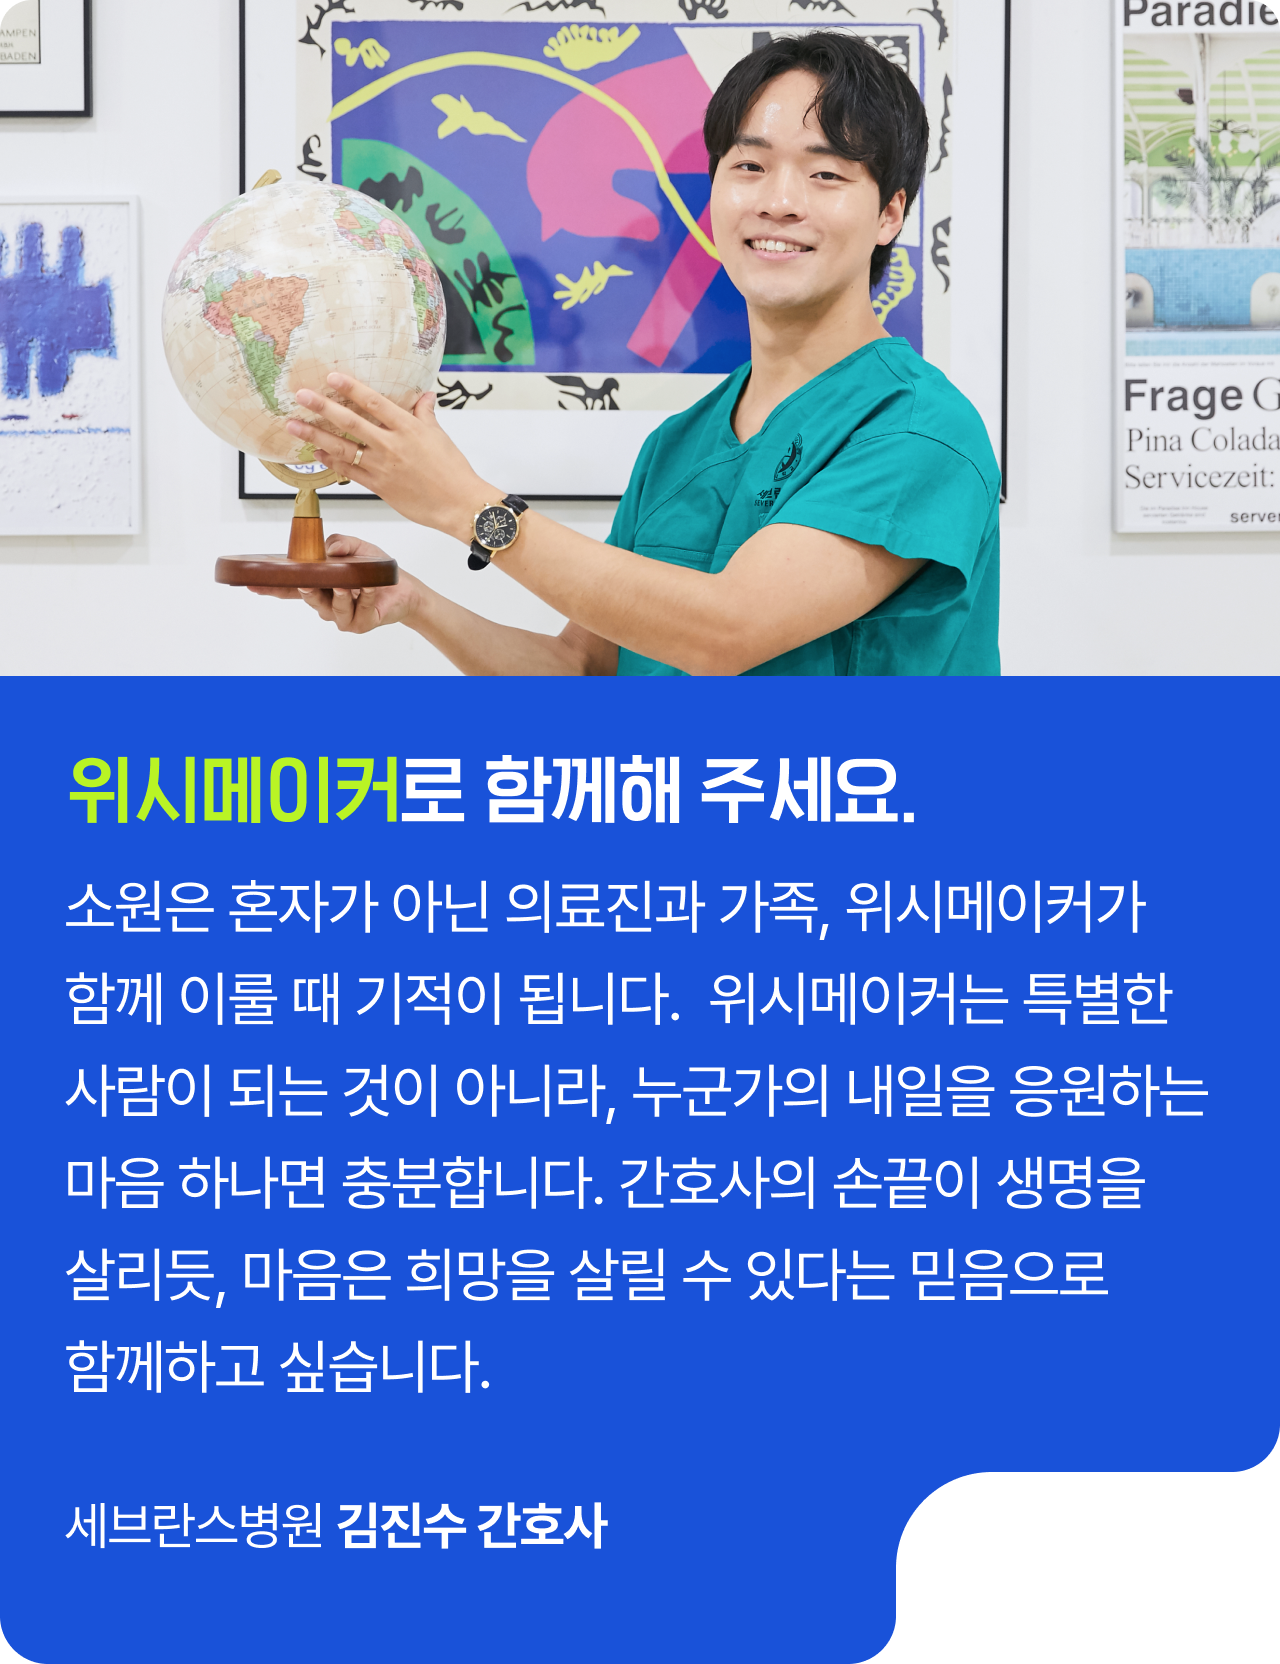 AMPEN
BADEN
Paradie
Frage G
Pina Colada
Servicezeit:
server
위시메이커로 함께해 주세요.
소원은 혼자가 아닌 의료진과 가족, 위시메이커가
함께 이룰 때 기적이 됩니다. 위시메이커는 특별한
사람이 되는 것이 아니라, 누군가의 내일을 응원하는
마음 하나면 충분합니다. 간호사의 손끝이 생명을
살리듯, 마음은 희망을 살릴 수 있다는 믿음으로
함께하고 싶습니다.
세브란스병원 김진수 간호사